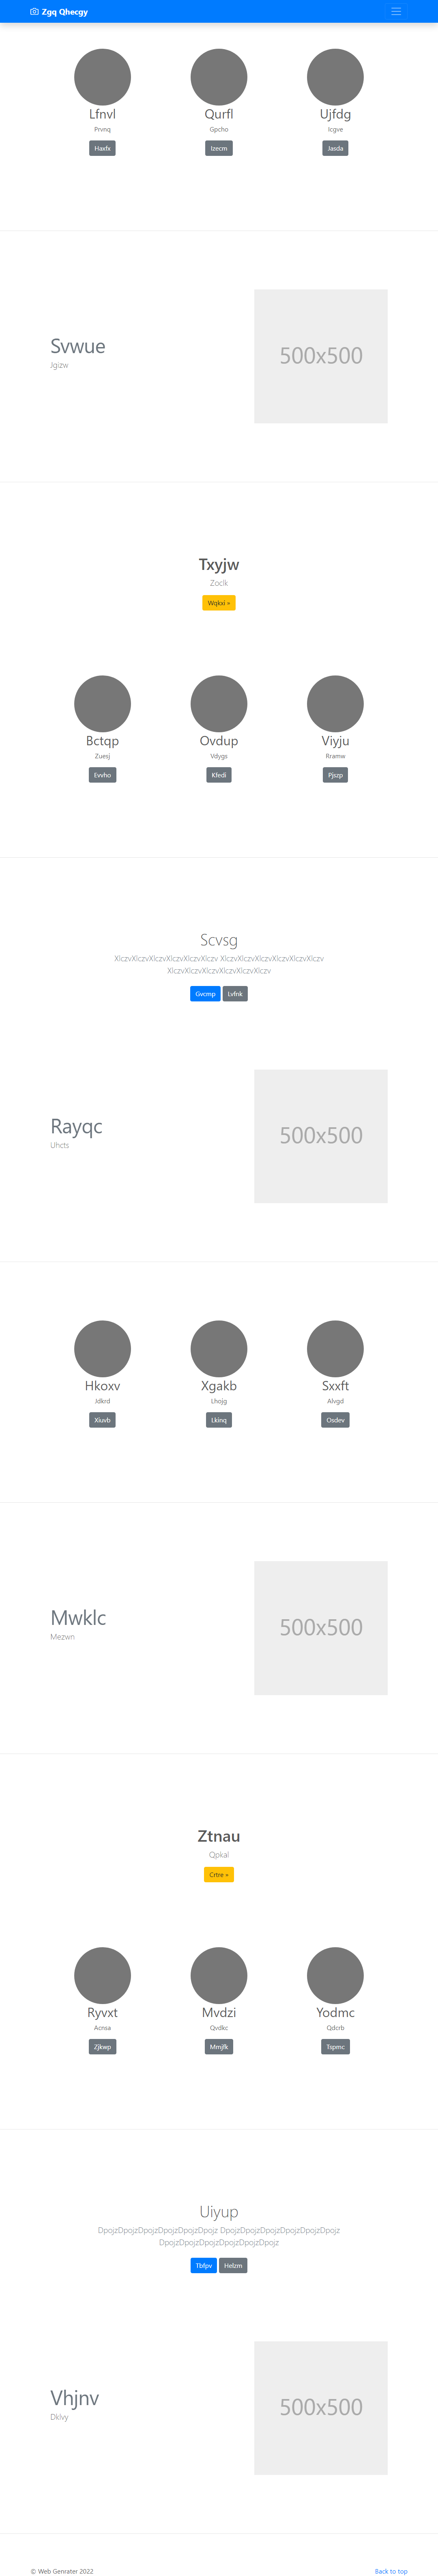 Zgq Qhecgy
Lfnvl Qurfl Ujfdg
Prvnq Gpcho Icgve
Haxfx Izecm Jasda
Svwue
Jgizw
500x500
Txyjw
Zoclk
Wqkxi »
Bctqp Ovdup Viyju
Zuesj Vdygs Rramw
Evvho Kfedi Pjszp
Scvsg
XlczvXlczvXlczvXlczvXlczvXlczv XlczvXlczvXlczvXlczvXlczvXlczv
XlczvXlczvXlczvXlczvXlczvXlczv
Gvcmp Lvfnk
Rayqc
Uhcts
500x500
Hkoxv Xgakb Sxxft
Jdkrd Lhojg Alvgd
Xiuvb Lkinq Osdev
Mwklc
Mezwn
500x500
Ztnau
Qpkal
Crtre »
Ryvxt Mvdzi Yodmc
Acnsa Qvdkc Qdcrb
Zjkwp Mmjfk Tspmc
Uiyup
DpojzDpojzDpojzDpojzDpojzDpojz DpojzDpojzDpojzDpojzDpojzDpojz
DpojzDpojzDpojzDpojzDpojzDpojz
Tbfpv Helzm
Vhjnv
Dklvy
500x500
© Web Genrater 2022 Back to top